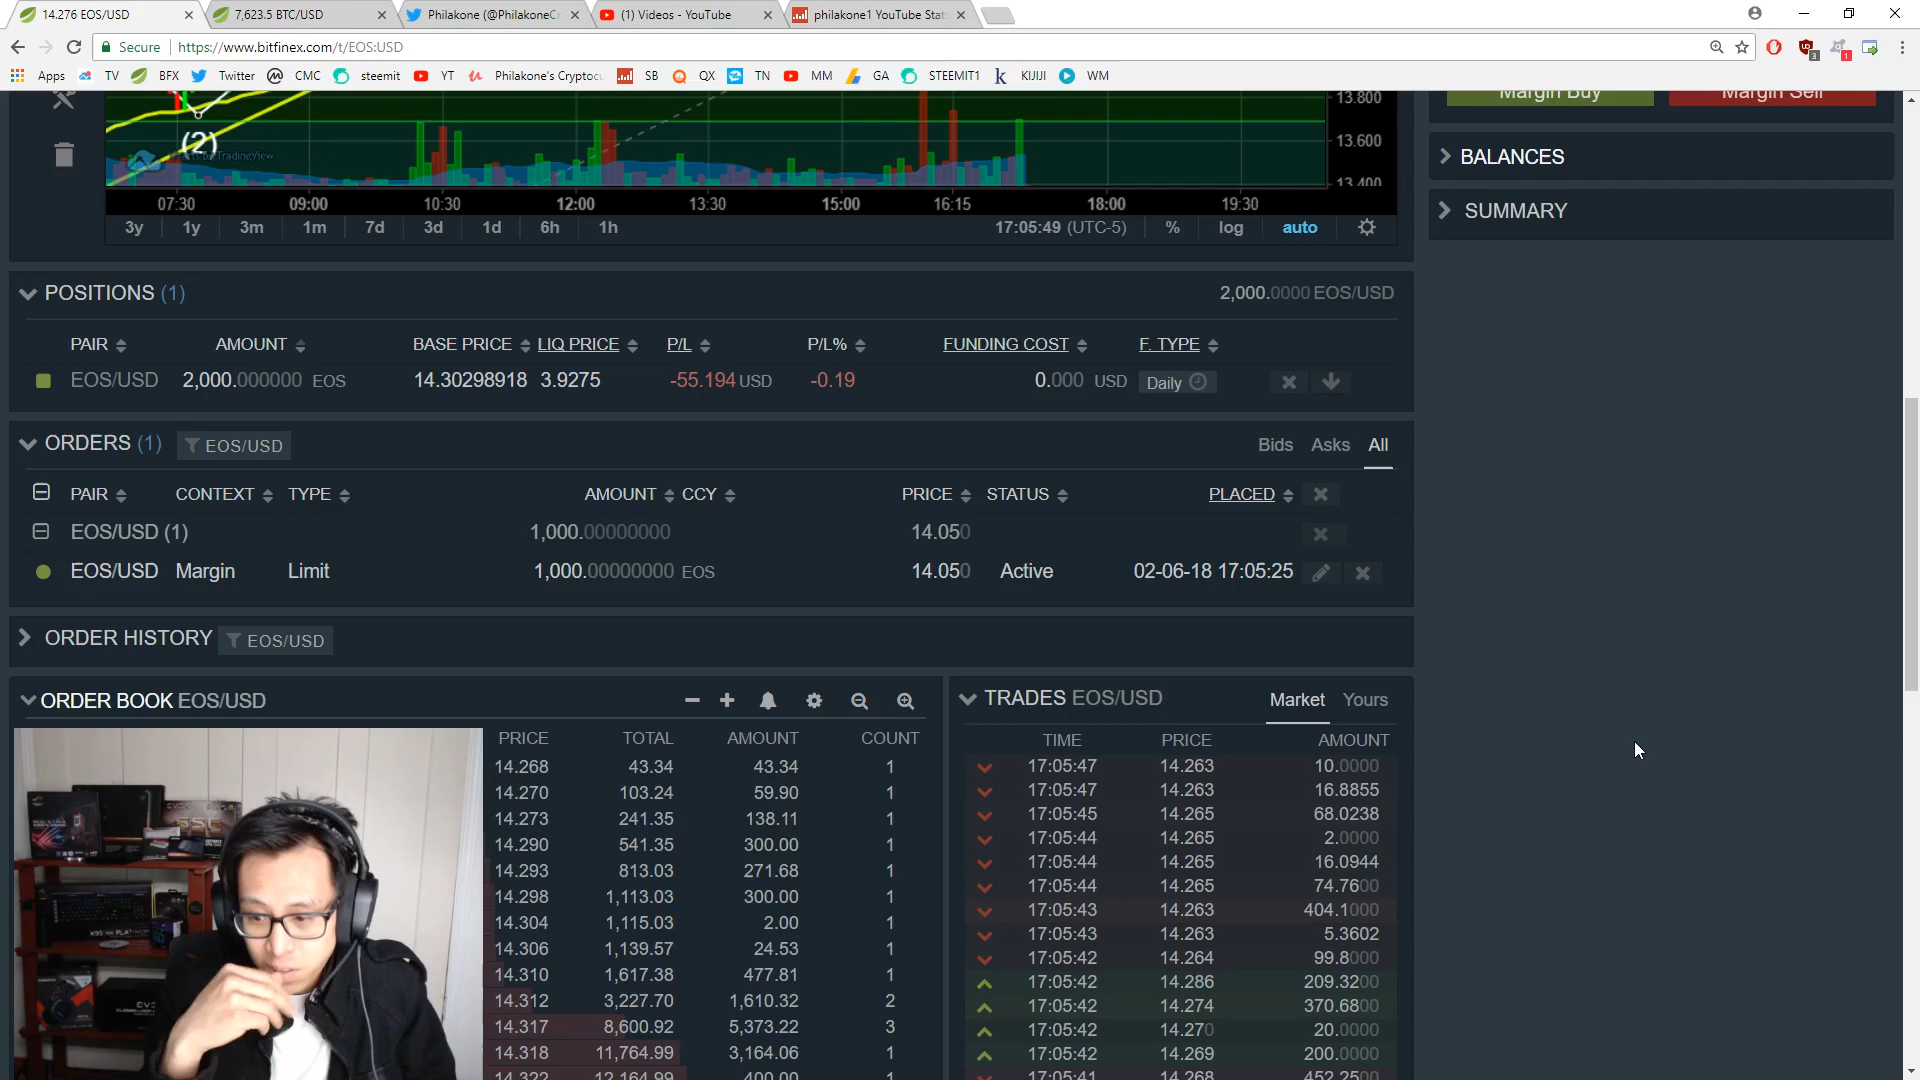 14.276 EOS/USD
7,623.5 BTC/USD
Philakone (@PhilakoneCr
(1) Videos - YouTube
philakone1 YouTube Stat
Secure
https://www.bitfinex.com/t/EOS:USD
Apps TV BFX Twitter CMC steemit YT Philakone's Cryptocu SB QX TN MM GA STEEMIT1 KIJIJI WM
Margin Buy Margin Sell
13.800
(2)
13.600
13.400
07:30 09:00 10:30 12:00 13:30 15:00 16:15 18:00 19:30
3y 1y 3m 1m 7d 3d 1d 6h 1h 17:05:49 (UTC-5) % log auto
BALANCES
SUMMARY
POSITIONS (1) 2,000.0000 EOS/USD
PAIR AMOUNT BASE PRICE LIQ PRICE P/L P/L% FUNDING COST F. TYPE
EOS/USD 2,000.000000 EOS 14.30298918 3.9275 -55.194 USD -0.19 0.000 USD Daily
ORDERS (1) EOS/USD Bids Asks All
PAIR CONTEXT TYPE AMOUNT CCY PRICE STATUS PLACED
EOS/USD (1) 1,000.00000000 14.050
EOS/USD Margin Limit 1,000.00000000 EOS 14.050 Active 02-06-18 17:05:25
ORDER HISTORY EOS/USD
ORDER BOOK EOS/USD
PRICE TOTAL AMOUNT COUNT
14.268 43.34 43.34 1
14.270 103.24 59.90 1
14.273 241.35 138.11 1
14.290 541.35 300.00 1
14.293 813.03 271.68 1
14.298 1,113.03 300.00 1
14.304 1,115.03 2.00 1
14.306 1,139.57 24.53 1
14.310 1,617.38 477.81 1
14.312 3,227.70 1,610.32 2
14.317 8,600.92 5,373.22 3
14.318 11,764.99 3,164.06 1
14.322 12,164.99 400.00 1
TRADES EOS/USD Market Yours
TIME PRICE AMOUNT
17:05:47 14.263 10.0000
17:05:47 14.263 16.8855
17:05:45 14.265 68.0238
17:05:44 14.265 2.0000
17:05:44 14.265 16.0944
17:05:44 14.265 74.7600
17:05:43 14.263 404.1000
17:05:43 14.263 5.3602
17:05:42 14.264 99.8000
17:05:42 14.286 209.3200
17:05:42 14.274 370.6800
17:05:42 14.270 20.0000
17:05:42 14.269 200.0000
17:05:41 14.268 452.2500